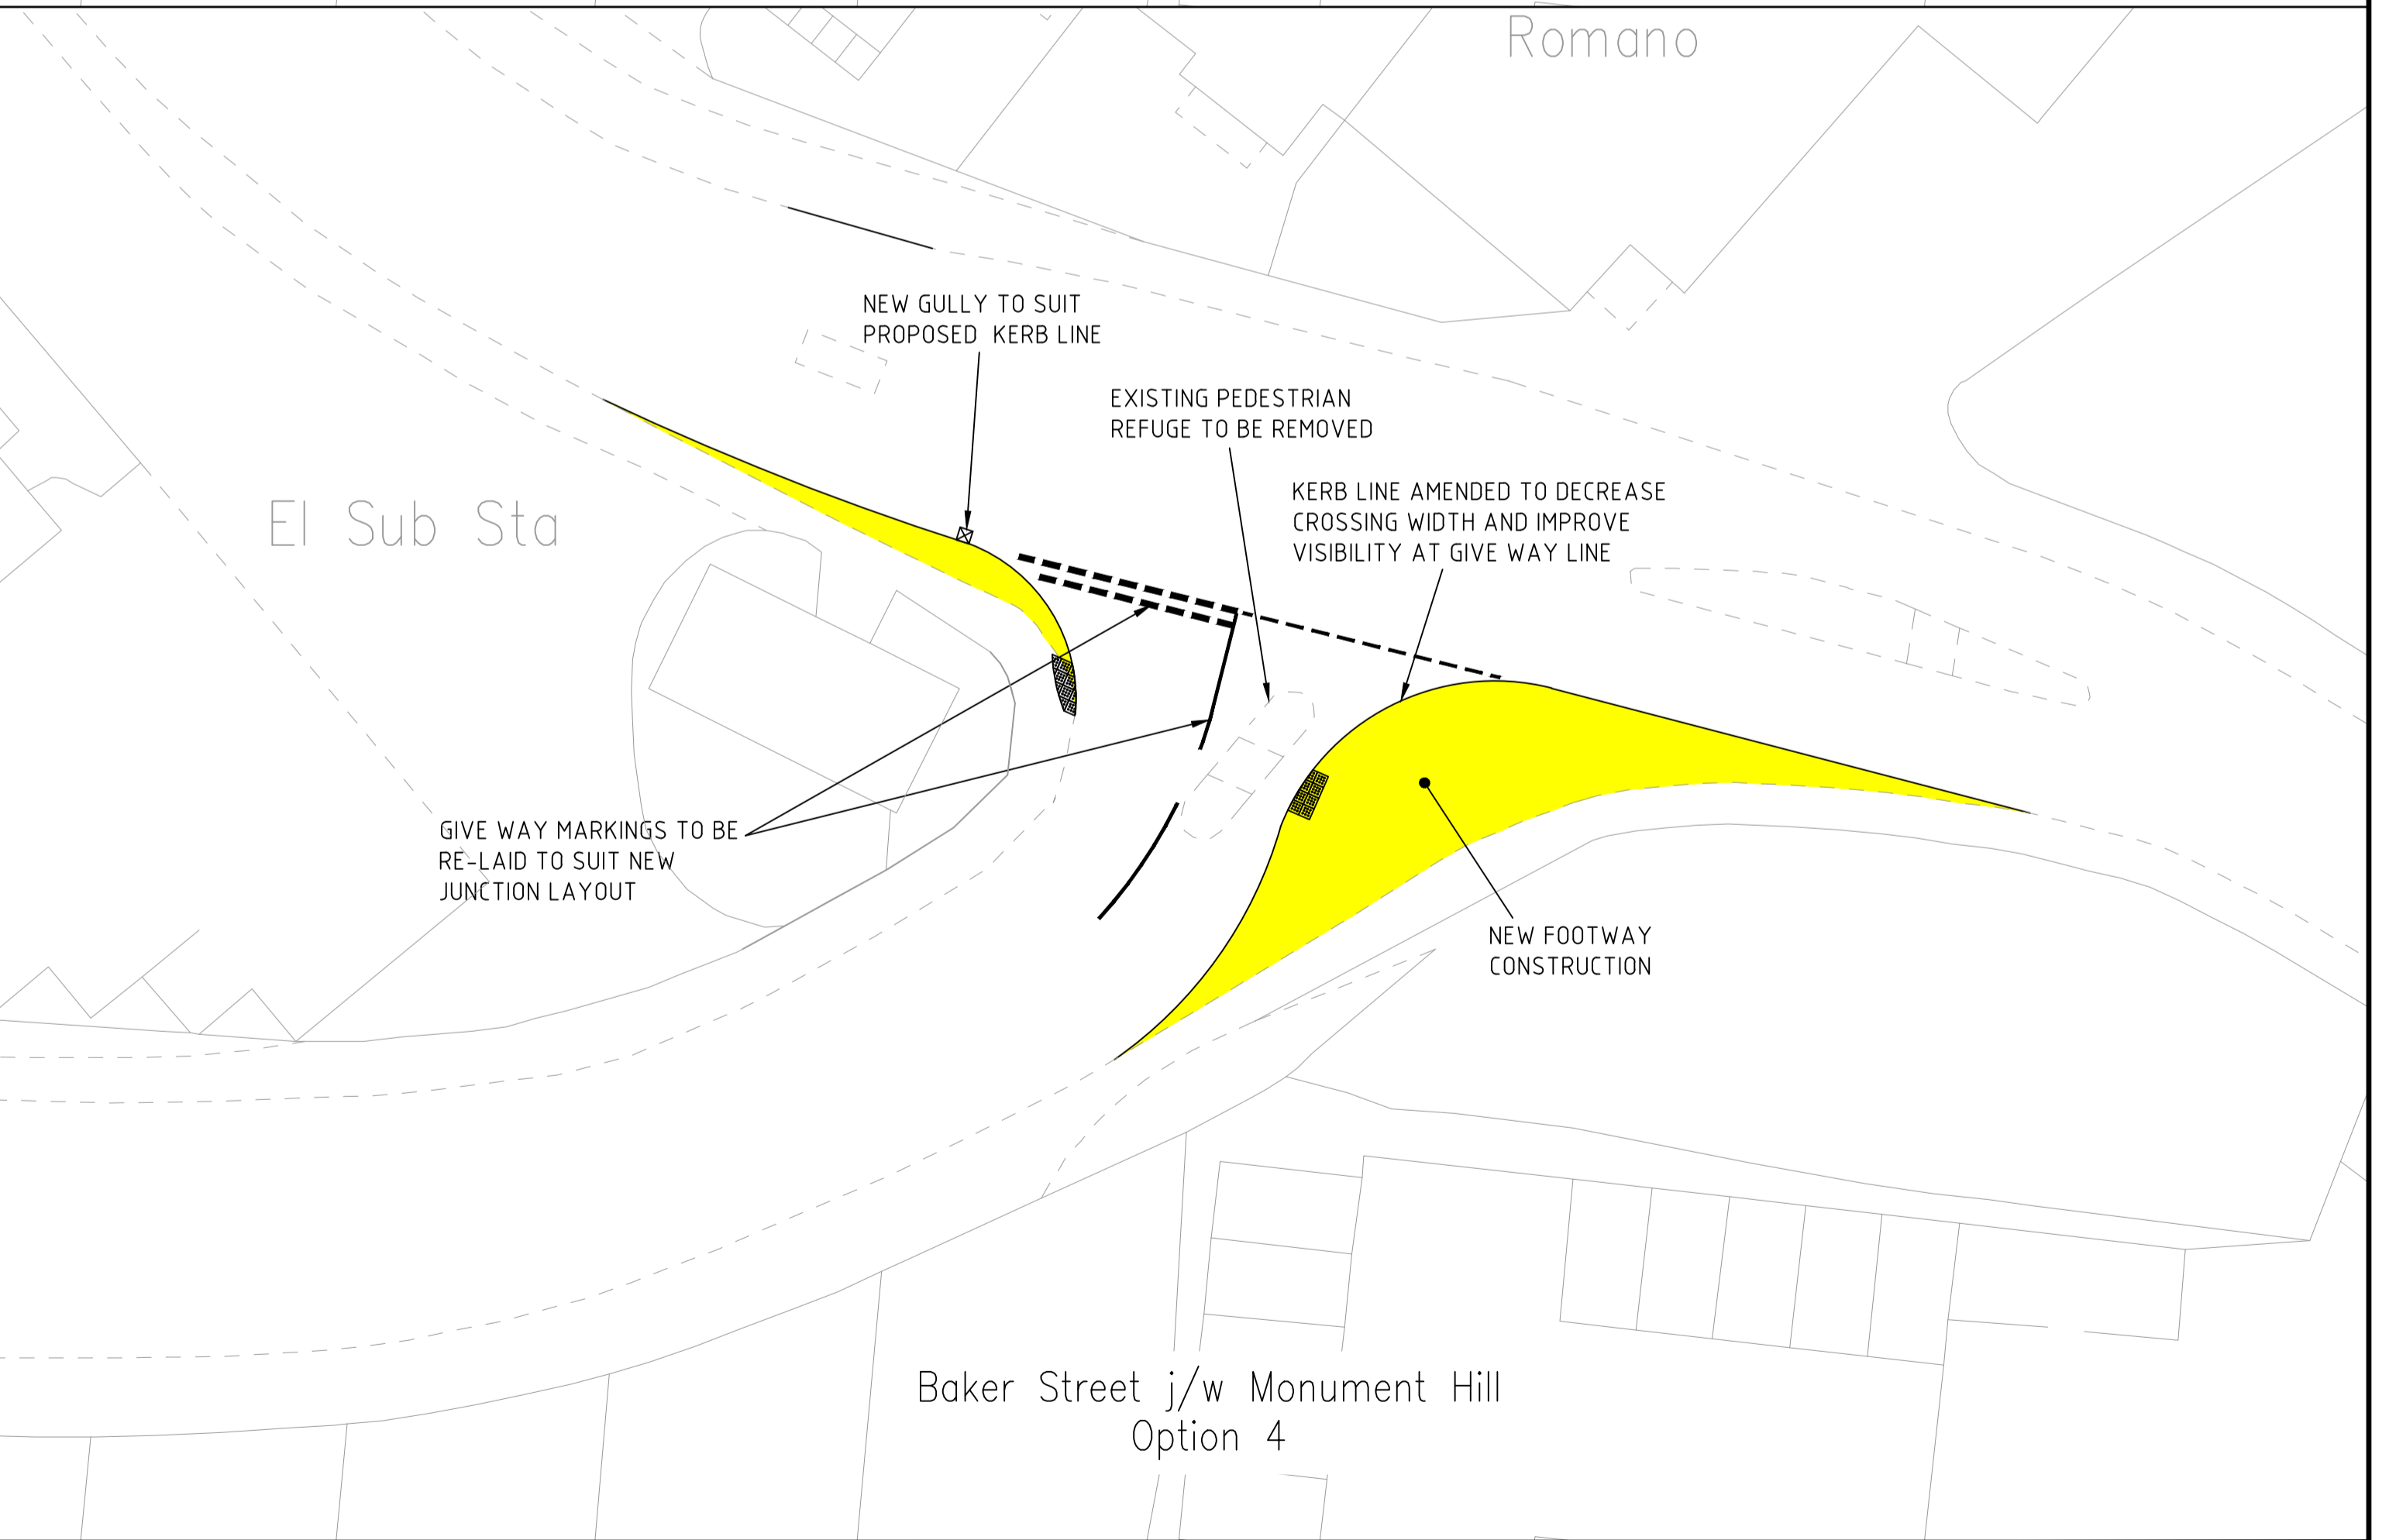 Romano
NEW GULLY TO SUIT
PROPOSED KERB LINE
EXISTING PEDESTRIAN
REFUGE TO BE REMOVED
KERB LINE AMENDED TO DECREASE
CROSSING WIDTH AND IMPROVE
VISIBILITY AT GIVE WAY LINE
El Sub Sta
GIVE WAY MARKINGS TO BE
RE-LAID TO SUIT NEW
JUNCTION LAYOUT
NEW FOOTWAY
CONSTRUCTION
Baker Street j/w Monument Hill
Option 4